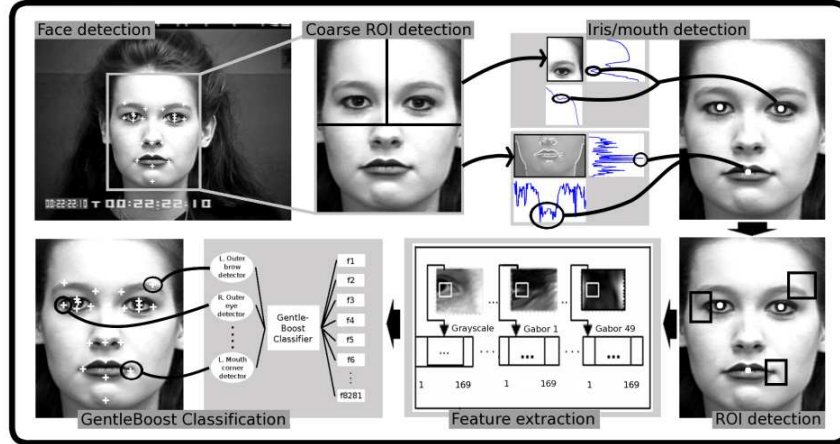 Face detection
Coarse ROI detection
Iris/mouth detection
00:22:22:10
T00:22:22-10
L. Outer
brow
detector
R. Outer
eye
detector
L. Mouth
corner
detector
Gentle-
Boost
Classifier
f1
f2
f3
f4
f5
f6
f8281
Grayscale
Gabor 1
Gabor 49
...
...
...
1
169
1
169
1
169
GentleBoost Classification
Feature extraction
ROI detection